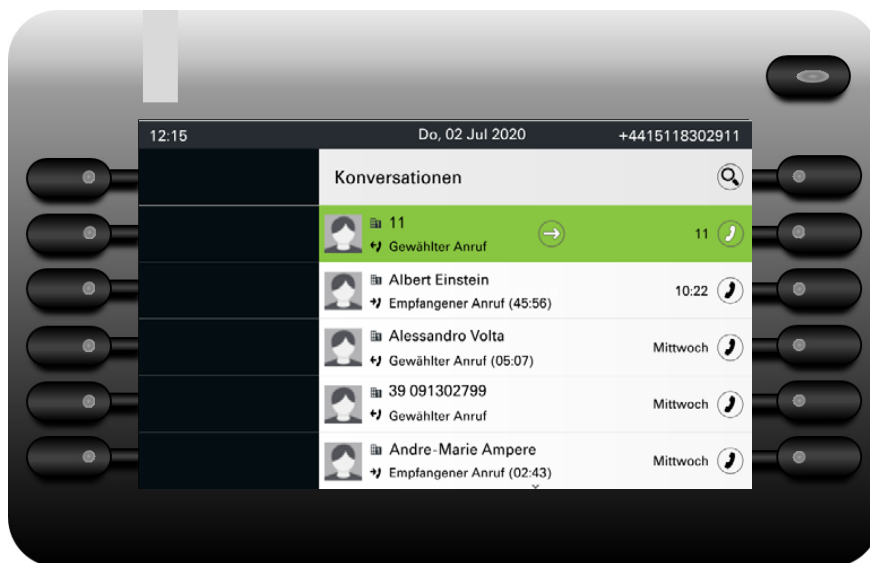 12:15 Do, 02 Jul 2020 +4415118302911
Konversationen
11 11
Gewählter Anruf
Albert Einstein 10:22
Empfangener Anruf (45:56)
Alessandro Volta Mittwoch
Gewählter Anruf (05:07)
39 091302799 Mittwoch
Gewählter Anruf
Andre-Marie Ampere Mittwoch
Empfangener Anruf (02:43)